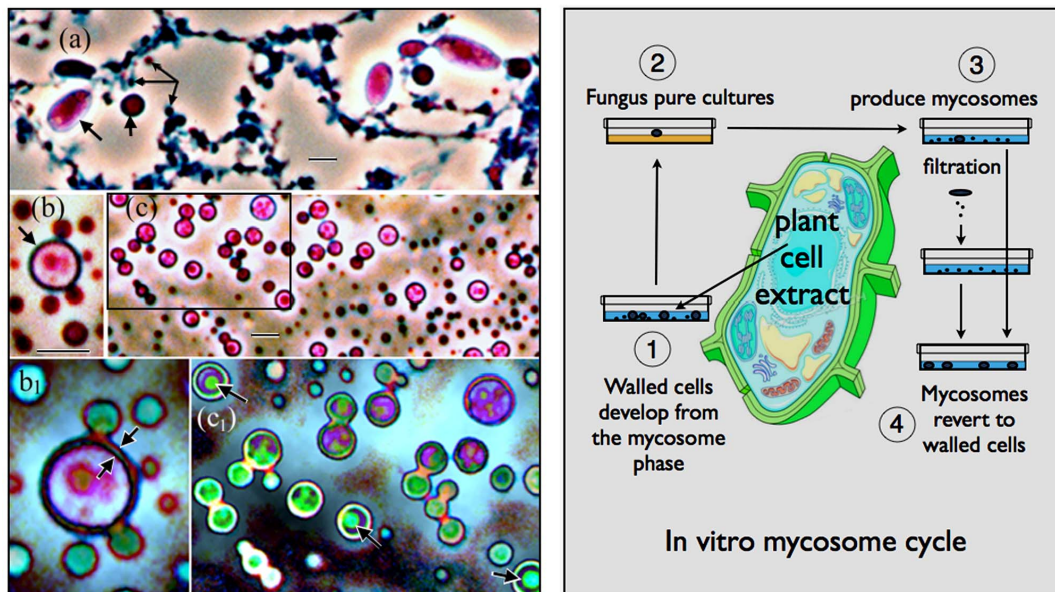 (a)
(b)
(c)
b1
(c1)
2
Fungus pure cultures
3
produce mycosomes
filtration
plant
cell
extract
1
Walled cells
develop from
the mycosome
phase
4
Mycosomes
revert to
walled cells
In vitro mycosome cycle